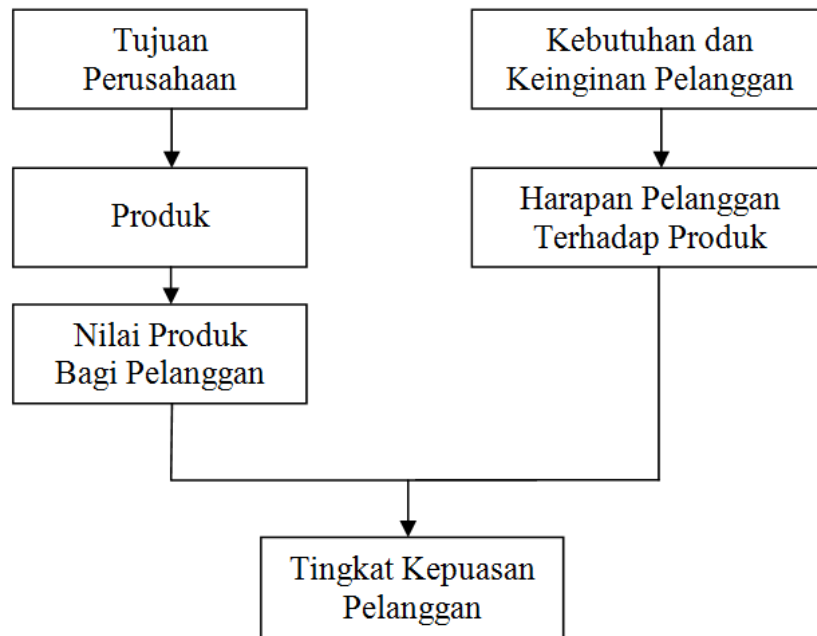 Tujuan
Perusahaan
Kebutuhan dan
Keinginan Pelanggan
Produk
Harapan Pelanggan
Terhadap Produk
Nilai Produk
Bagi Pelanggan
Tingkat Kepuasan
Pelanggan